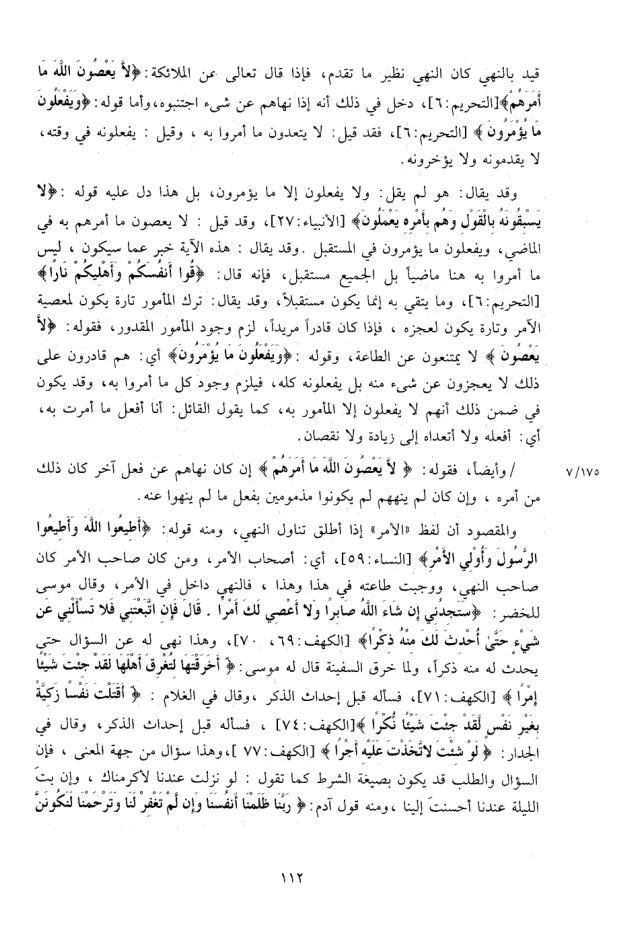 قيد بالنهي كان النهي نظير ما تقدم، فإذا قال تعالى عن الملائكة: ﴿لاَّ يَعْصُونَ اللَّهَ مَا
أَمَرَهُمْ﴾[التحريم:٦]، دخل في ذلك أنه إذا نهاهم عن شيء اجتنبوه، وأما قوله: ﴿وَيَفْعَلُونَ
مَا يُؤْمَرُونَ﴾ [التحريم:٦]، فقد قيل: لا يتعدون ما أمروا به ، وقيل : يفعلونه في وقته،
لا يقدمونه ولا يؤخرونه.
وقد يقال: هو لم يقل: ولا يفعلون إلا ما يؤمرون، بل هذا دل عليه قوله :﴿لا
يَسْبِقُونَهُ بِالْقَوْلِ وَهُم بِأَمْرِهِ يَعْمَلُونَ﴾ [الأنبياء:٢٧]، وقد قيل : لا يعصون ما أمرهم به في
الماضي، ويفعلون ما يؤمرون في المستقبل .وقد يقال : هذه الآية خبر عما سيكون ، ليس
ما أمروا به هنا ماضياً بل الجميع مستقبل، فإنه قال: ﴿قُوا أَنفُسَكُمْ وَأَهْلِيكُمْ نَارًا﴾
[التحريم:٦]، وما يتقي به إنما يكون مستقبلاً، وقد يقال: ترك المأمور تارة يكون لمعصية
الآمر وتارة يكون لعجزه ، فإذا كان قادراً مريداً، لزم وجود المأمور المقدور، فقوله: ﴿لاَّ
يَعْصُونَ ﴾ لا يمتنعون عن الطاعة، وقوله :﴿وَيَفْعَلُونَ مَا يُؤْمَرُونَ﴾ أي: هم قادرون على
ذلك لا يعجزون عن شيء منه بل يفعلونه كله، فيلزم وجود كل ما أمروا به، وقد يكون
في ضمن ذلك أنهم لا يفعلون إلا المأمور به، كما يقول القائل: أنا أفعل ما أمرت به،
أي: أفعله ولا أتعداه إلى زيادة ولا نقصان.
/ وأيضاً، فقوله: ﴿ لاَّ يَعْصُونَ اللَّهَ مَا أَمَرَهُمْ ﴾ إن كان نهاهم عن فعل آخر كان ذلك ٧/١٧٥
من أمره ، وإن كان لم ينههم لم يكونوا مذمومين بفعل ما لم ينهوا عنه.
والمقصود أن لفظ «الأمر» إذا أطلق تناول النهي، ومنه قوله: ﴿أَطِيعُوا اللَّهَ وَأَطِيعُوا
الرَّسُولَ وَأُوْلِي الأَمْرِ﴾ [النساء:٥٩]، أي: أصحاب الأمر، ومن كان صاحب الأمر كان
صاحب النهي، ووجبت طاعته في هذا وهذا ، فالنهي داخل في الأمر، وقال موسى
للخضر: ﴿سَتَجِدُنِي إِن شَاءَ اللَّهُ صَابِرًا وَلا أَعْصِي لَكَ أَمْرًا . قَالَ فَإِنِ اتَّبَعْتَنِي فَلا تَسْأَلْنِي عَن
شَيْءٍ حَتَّىٰ أُحْدِثَ لَكَ مِنْهُ ذِكْرًا﴾ [الكهف:٦٩، ٧٠]، وهذا نهى له عن السؤال حتى
يحدث له منه ذكراً، ولما خرق السفينة قال له موسى:﴿ أَخَرَقْتَهَا لِتُغْرِقَ أَهْلَهَا لَقَدْ جِئْتَ شَيْئًا
إِمْرًا ﴾ [الكهف:٧١]، فسأله قبل إحداث الذكر ، وقال في الغلام : ﴿ أَقَتَلْتَ نَفْسًا زَكِيَّةً
بِغَيْرِ نَفْسٍ لَقَدْ جِئْتَ شَيْئًا نُّكْرًا ﴾[الكهف:٧٤] ، فسأله قبل إحداث الذكر، وقال في
الجدار: ﴿ لَوْ شِئْتَ لاتَّخَذْتَ عَلَيْهِ أَجْرًا ﴾ [الكهف: ٧٧ ]،وهذا سؤال من جهة المعنى ، فإن
السؤال والطلب قد يكون بصيغة الشرط كما تقول : لو نزلت عندنا لأكرمناك ، وإن بتَ
الليلة عندنا أحسنتَ إلينا ، ومنه قول آدم:﴿ رَبَّنَا ظَلَمْنَا أَنفُسَنَا وَإِن لَّمْ تَغْفِرْ لَنَا وَتَرْحَمْنَا لَنَكُونَنَّ
١١٢